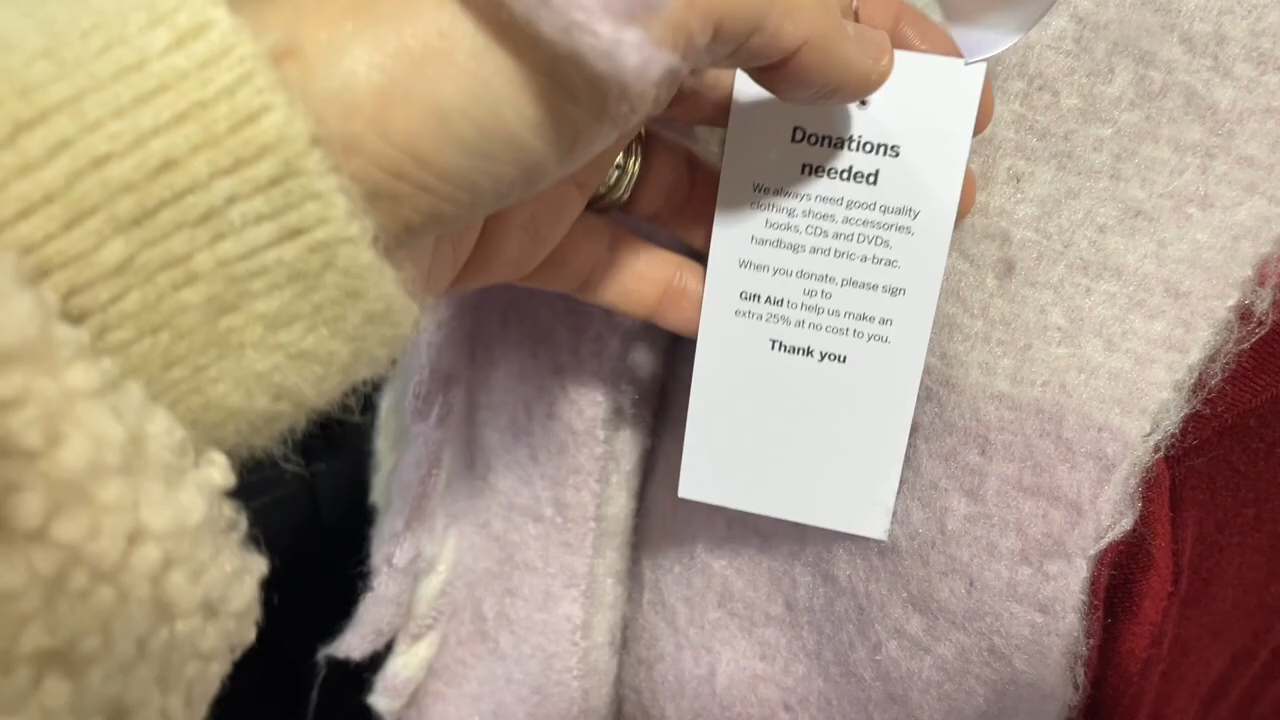 Donations
needed
We always need good quality
clothing, shoes, accessories,
books, CDs and DVDs,
handbags and bric-a-brac.
When you donate, please sign
up to
Gift Aid to help us make an
extra 25% at no cost to you.
Thank you